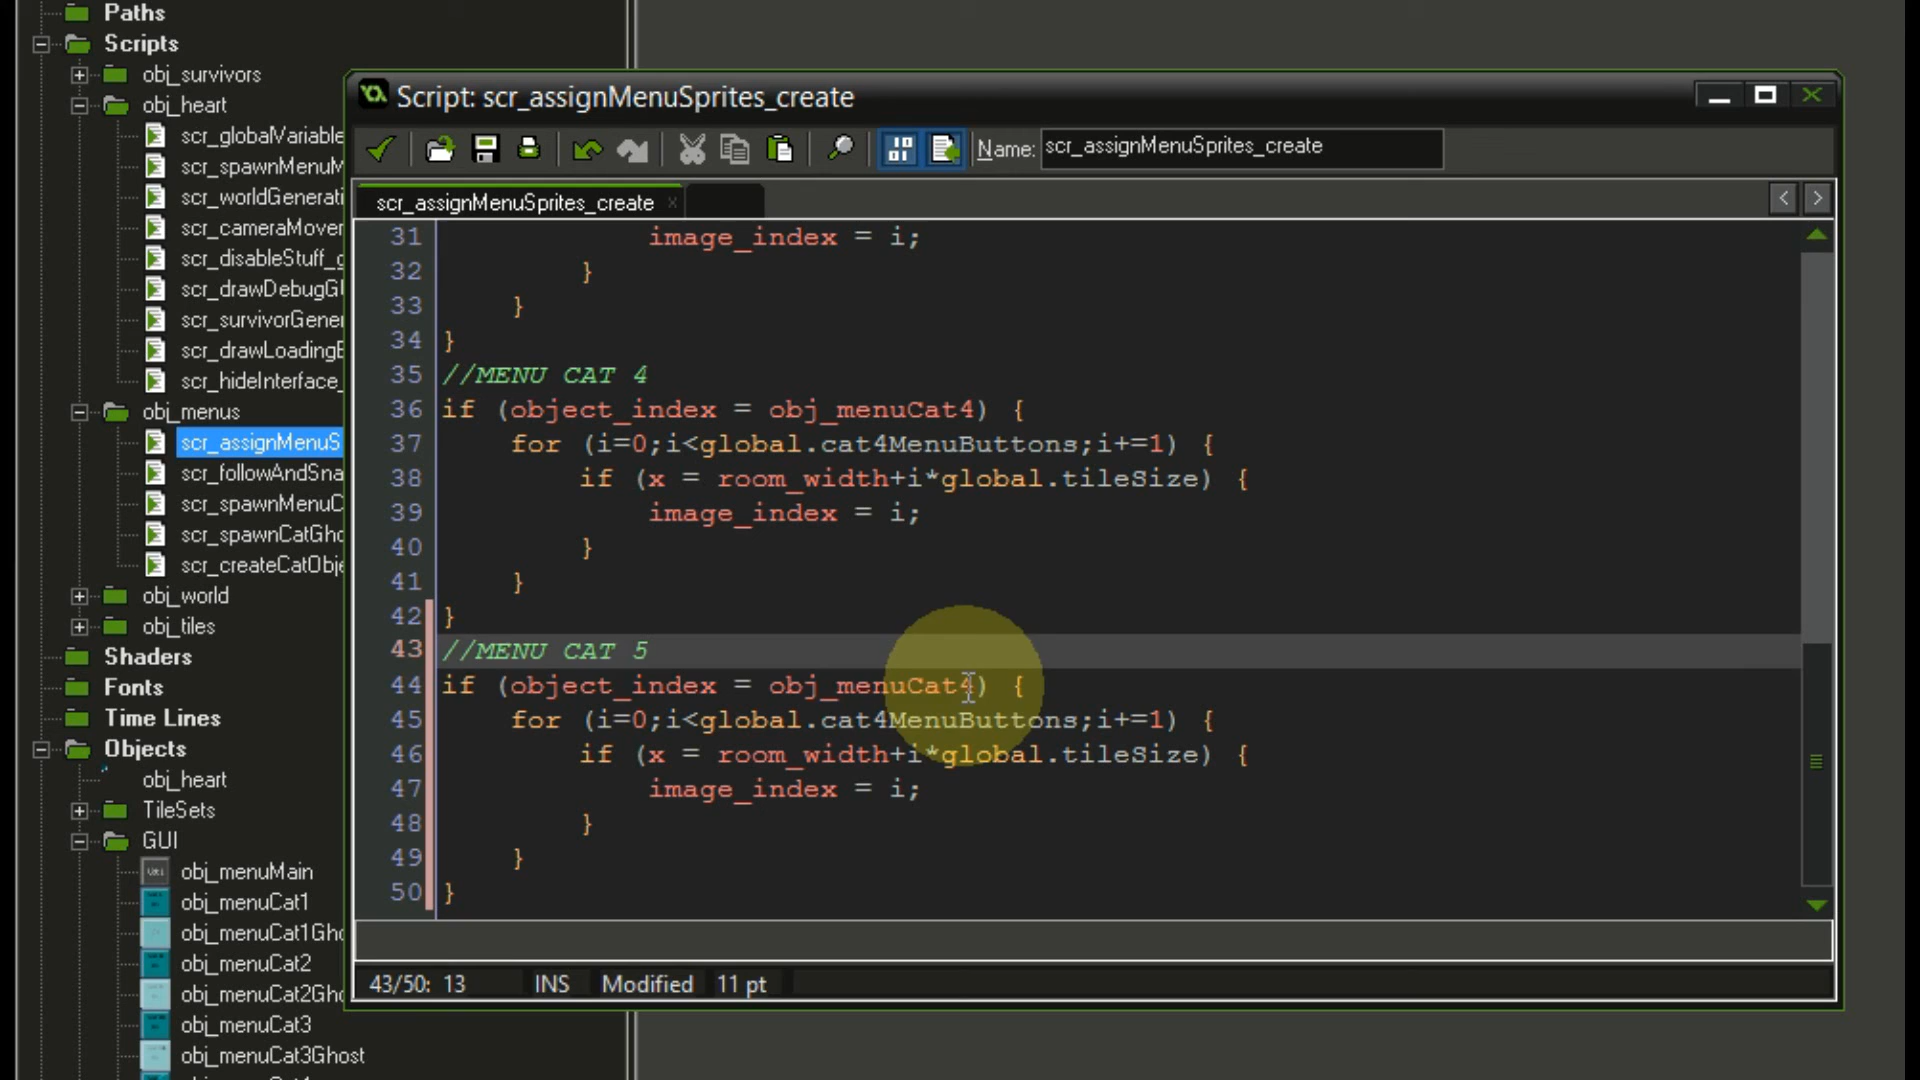 Paths
Scripts
obj_survivors
obj_heart
scr_globalVariable
scr_spawnMenuM
scr_worldGenerati
scr_cameraMover
scr_disableStuff_g
scr_drawDebugGl
scr_survivorGener
scr_drawLoadingB
scr_hideInterface_
obj_menus
scr_assignMenuS
scr_followAndSna
scr_spawnMenuC
scr_spawnCatGho
scr_createCatObje
obj_world
obj_tiles
Shaders
Fonts
Time Lines
Objects
obj_heart
TileSets
GUI
obj_menuMain
obj_menuCat1
obj_menuCat1Gho
obj_menuCat2
obj_menuCat2Gho
obj_menuCat3
obj_menuCat3Ghost
Script: scr_assignMenuSprites_create
Name: scr_assignMenuSprites_create
scr_assignMenuSprites_create
31 image_index = i;
32 }
33 }
34 }
35 //MENU CAT 4
36 if (object_index = obj_menuCat4) {
37 for (i=0;i<global.cat4MenuButtons;i+=1) {
38 if (x = room_width+i*global.tileSize) {
39 image_index = i;
40 }
41 }
42 }
43 //MENU CAT 5
44 if (object_index = obj_menuCat4) {
45 for (i=0;i<global.cat4MenuButtons;i+=1) {
46 if (x = room_width+i*global.tileSize) {
47 image_index = i;
48 }
49 }
50 }
43/50: 13 INS Modified 11 pt